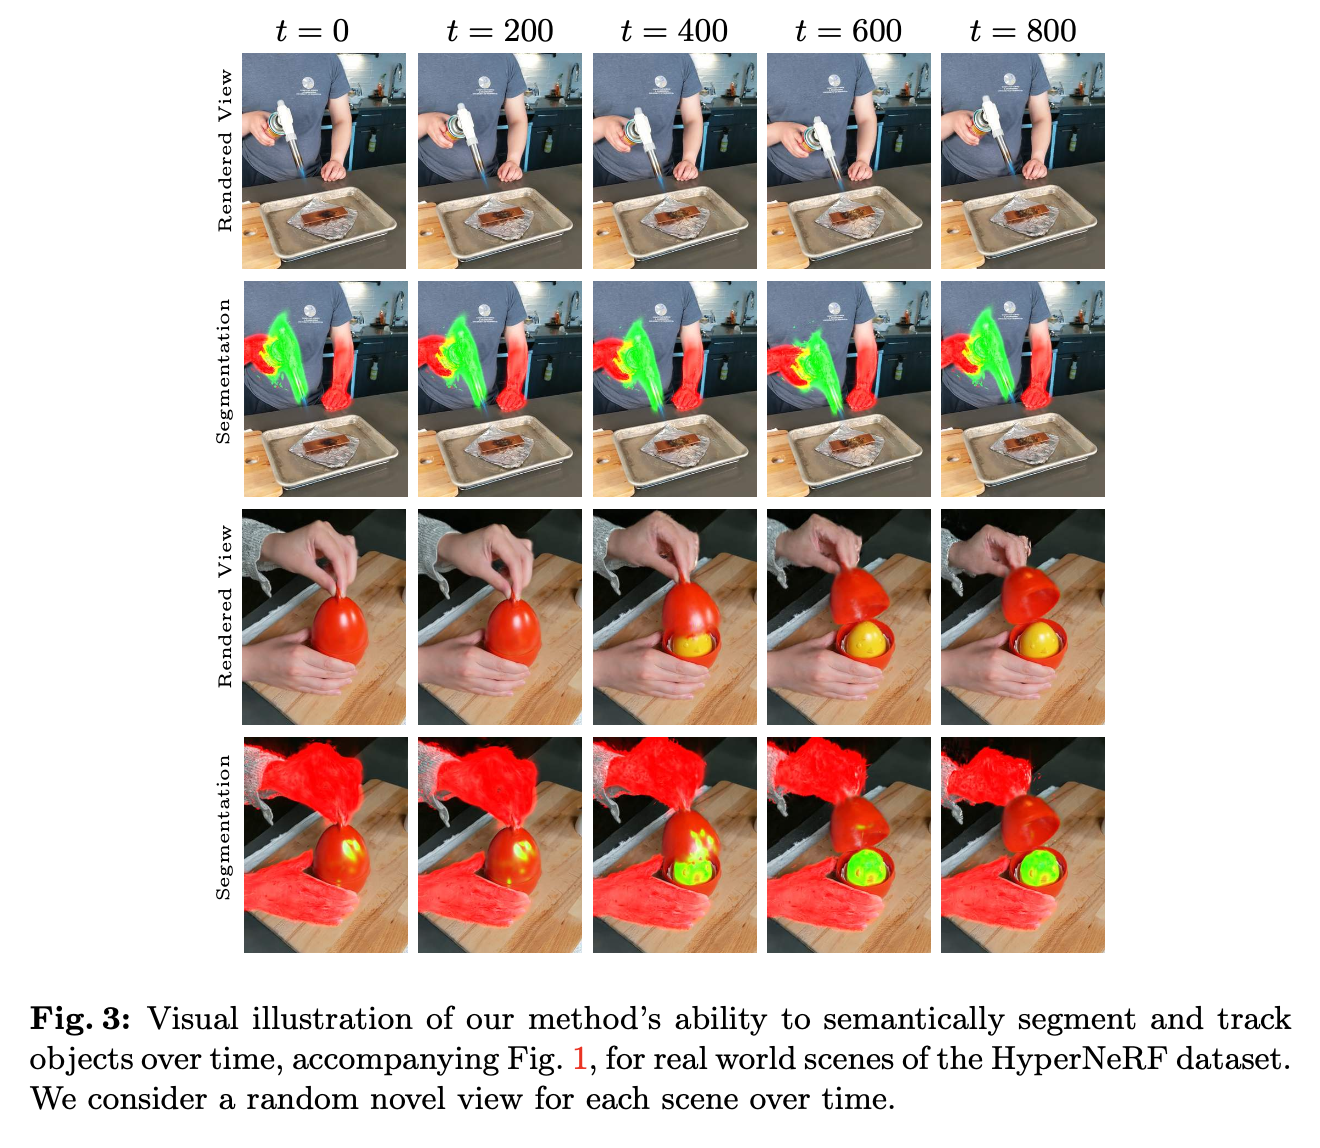 t = 0 t = 200 t = 400 t = 600 t = 800
Rendered View
Segmentation
Rendered View
Segmentation
Fig. 3: Visual illustration of our method’s ability to semantically segment and track
objects over time, accompanying Fig. 1, for real world scenes of the HyperNeRF dataset.
We consider a random novel view for each scene over time.